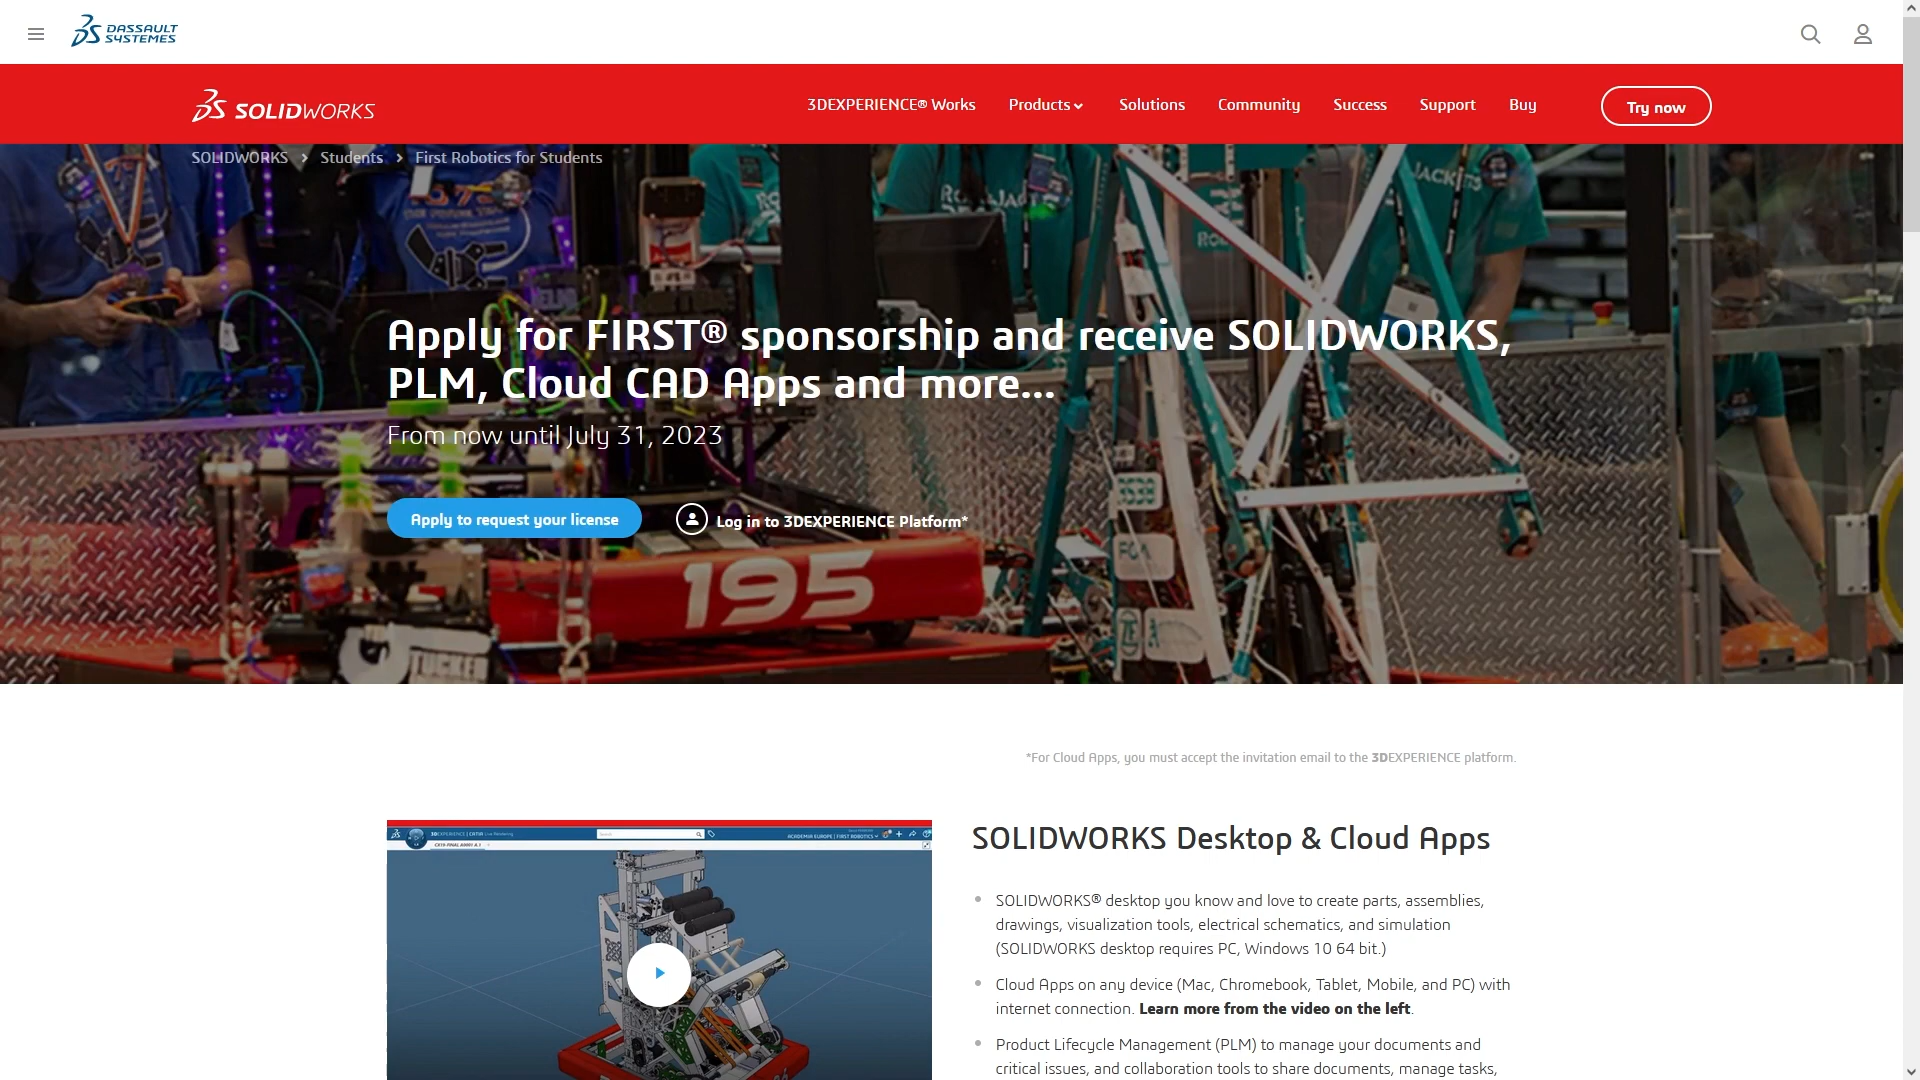 DASSAULT
SYSTEMES
SOLIDWORKS
3DEXPERIENCE® Works
Products
Solutions
Community
Success
Support
Buy
Try now
SOLIDWORKS
Students
First Robotics for Students
Apply for FIRST® sponsorship and receive SOLIDWORKS,
PLM, Cloud CAD Apps and more...
From now until July 31, 2023
Apply to request your license
Log in to 3DEXPERIENCE Platform*
195
TUCKER
*For Cloud Apps, you must accept the invitation email to the 3DEXPERIENCE platform.
SOLIDWORKS Desktop & Cloud Apps
SOLIDWORKS® desktop you know and love to create parts, assemblies,
drawings, visualization tools, electrical schematics, and simulation
(SOLIDWORKS desktop requires PC, Windows 10 64 bit.)
Cloud Apps on any device (Mac, Chromebook, Tablet, Mobile, and PC) with
internet connection. Learn more from the video on the left.
Product Lifecycle Management (PLM) to manage your documents and
critical issues, and collaboration tools to share documents, manage tasks,